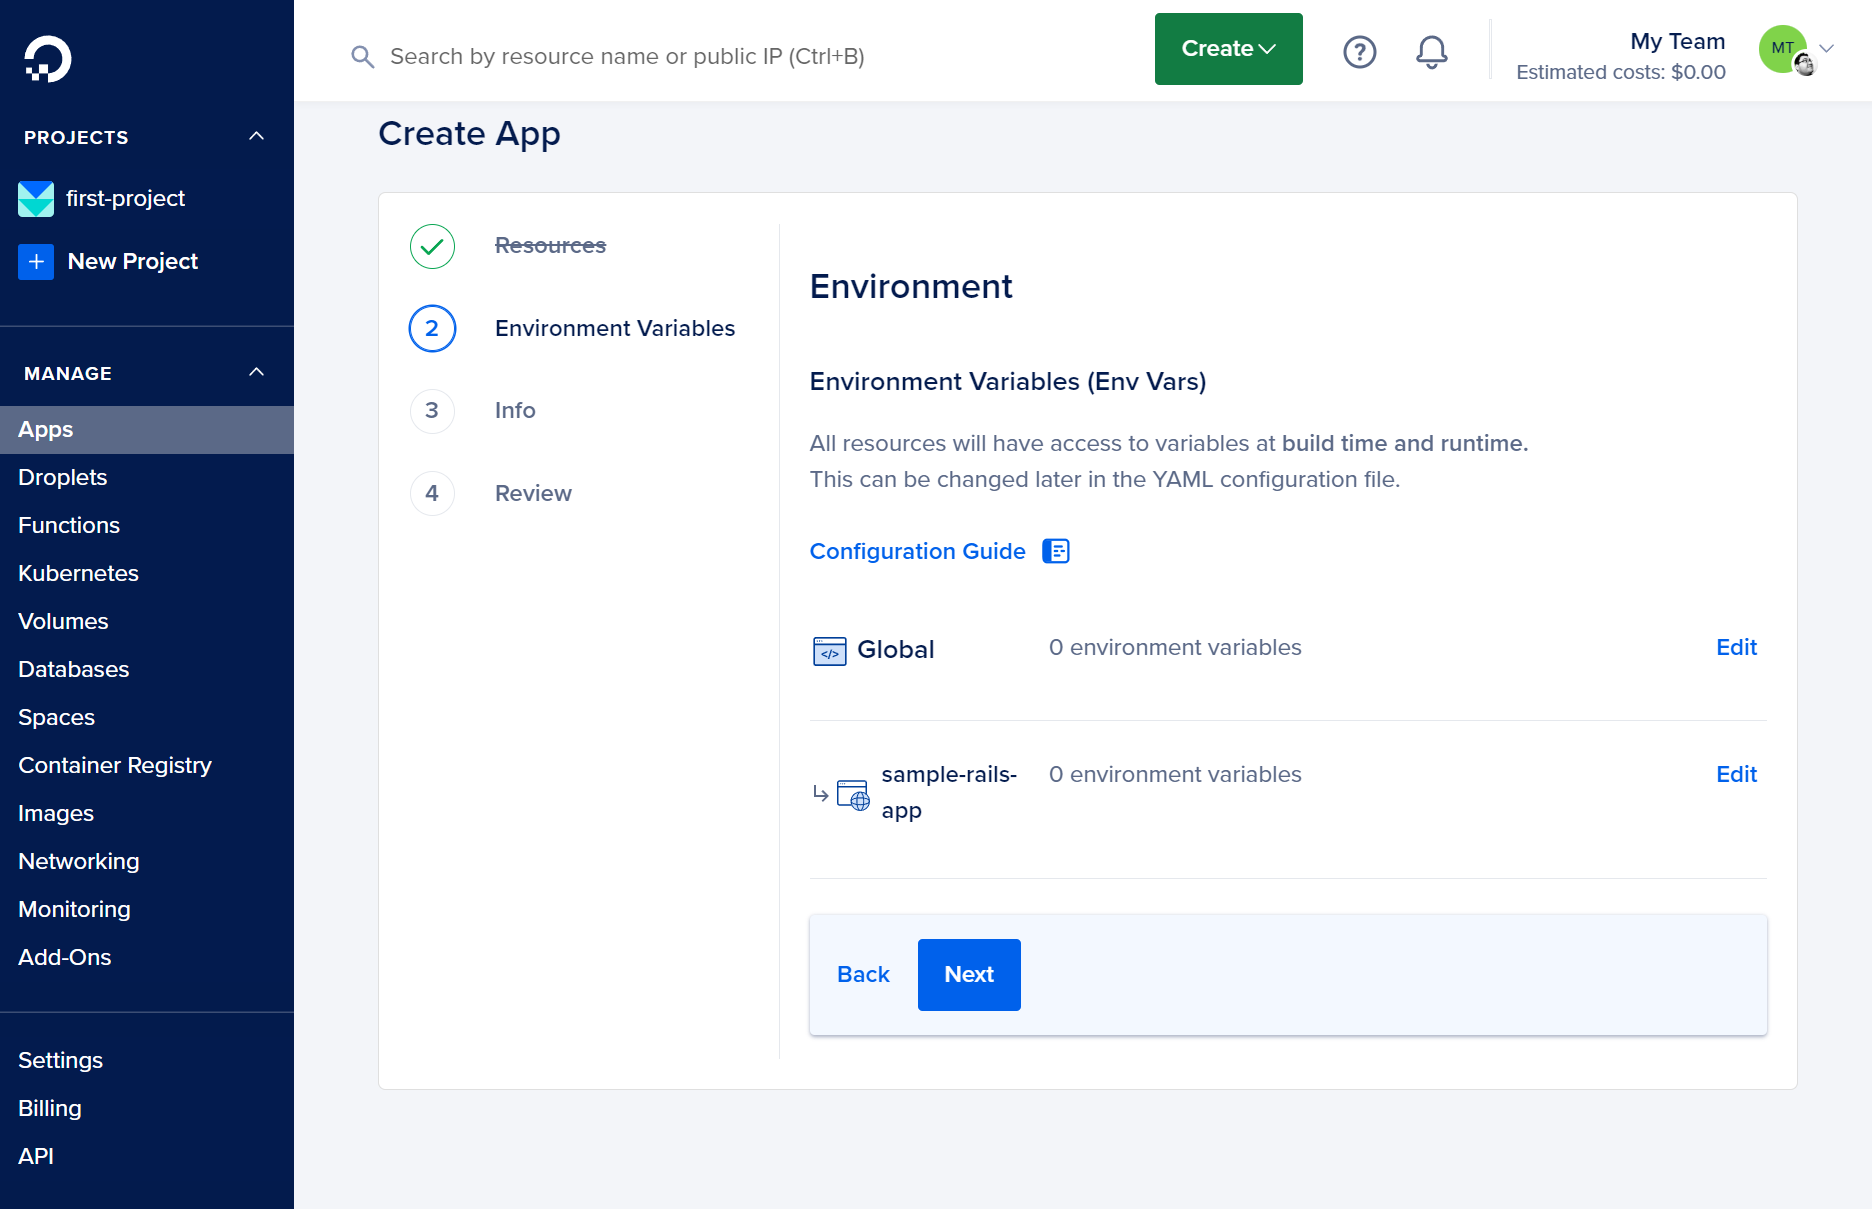 Search by resource name or public IP (Ctrl+B)
Create
My Team
Estimated costs: $0.00
MT
PROJECTS
first-project
New Project
MANAGE
Apps
Droplets
Functions
Kubernetes
Volumes
Databases
Spaces
Container Registry
Images
Networking
Monitoring
Add-Ons
Settings
Billing
API
Create App
Resources
2 Environment Variables
3 Info
4 Review
Environment
Environment Variables (Env Vars)
All resources will have access to variables at build time and runtime.
This can be changed later in the YAML configuration file.
Configuration Guide
Global 0 environment variables Edit
sample-rails- 0 environment variables Edit
app
Back Next